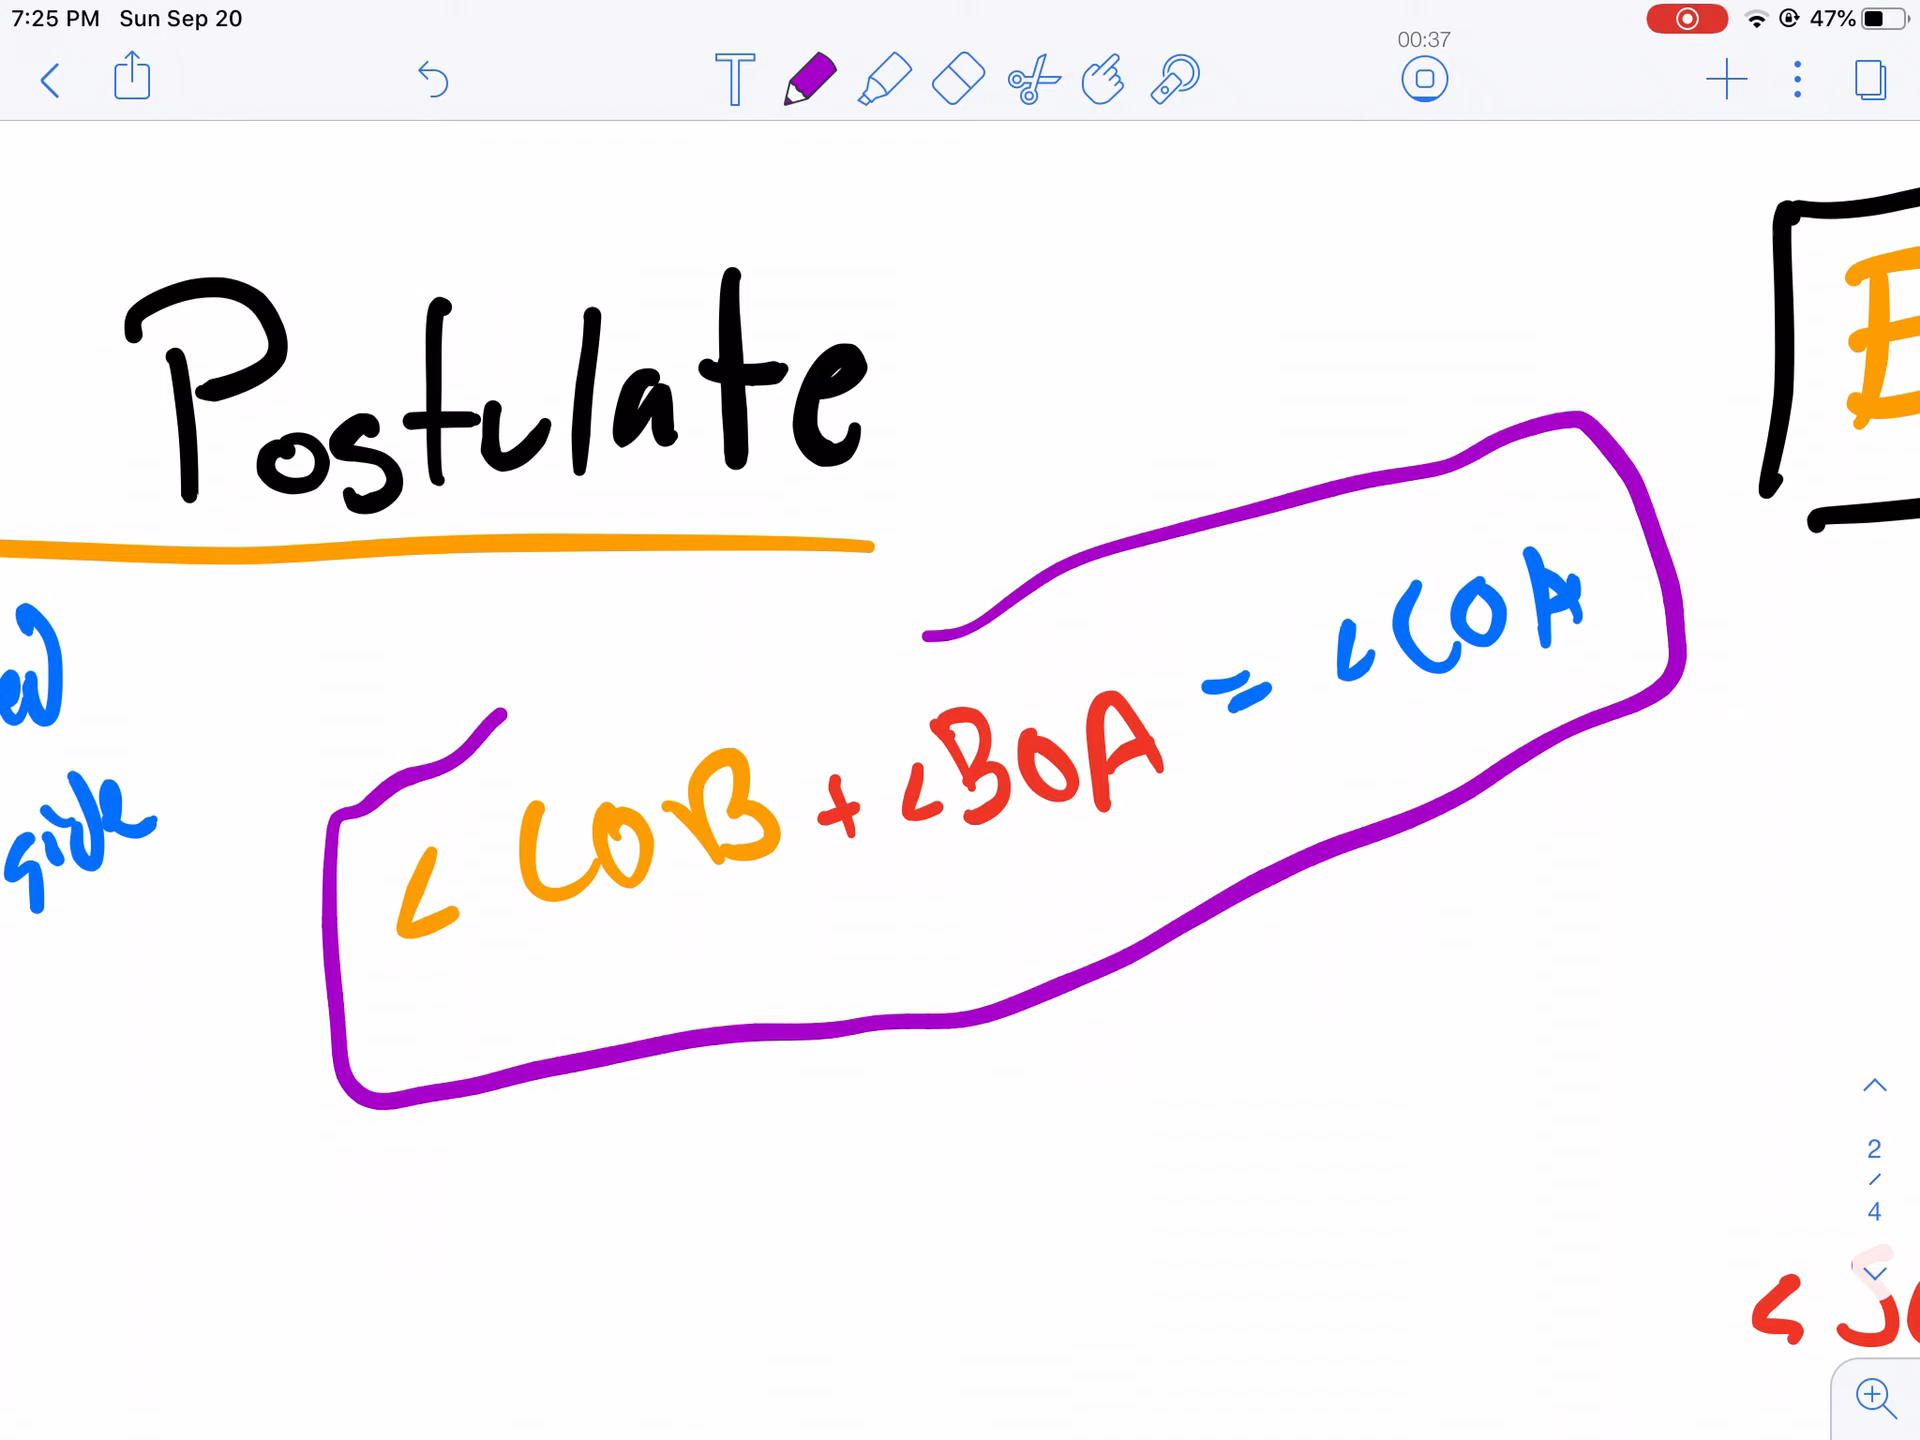 7:25 PM Sun Sep 20
47%
00:37
T
Postulate
E
< COB + <BOA = <COA
2
/
4